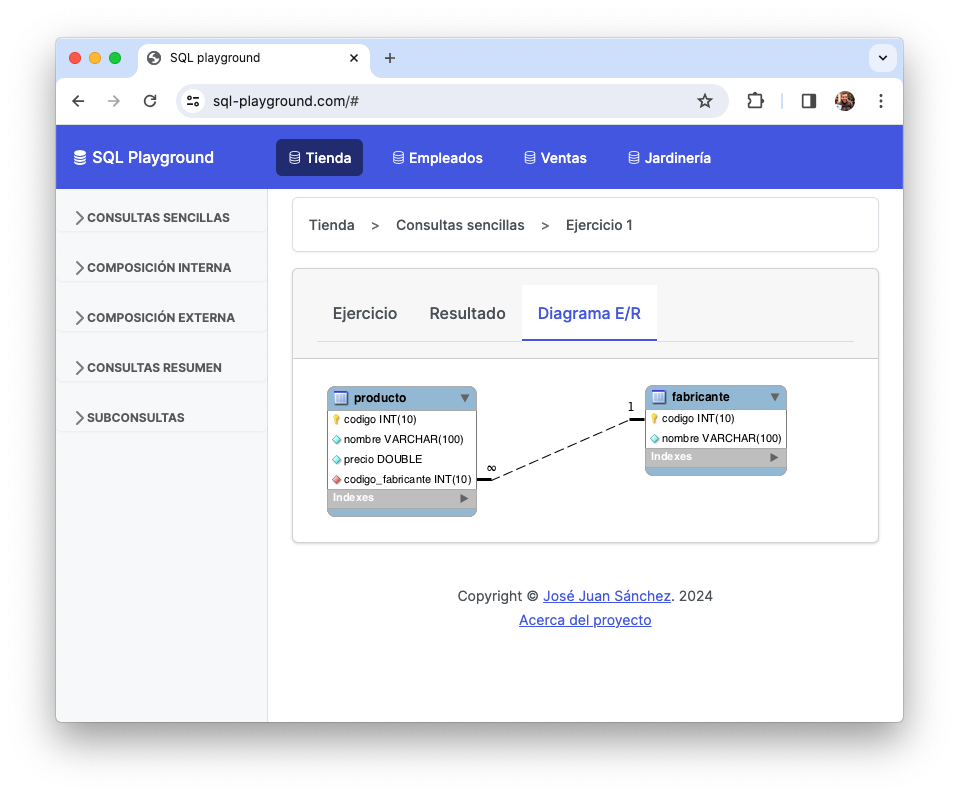 SQL playground
sql-playground.com/#
SQL Playground
Tienda
Empleados
Ventas
Jardinería
CONSULTAS SENCILLAS
COMPOSICIÓN INTERNA
COMPOSICIÓN EXTERNA
CONSULTAS RESUMEN
SUBCONSULTAS
Tienda > Consultas sencillas > Ejercicio 1
Ejercicio
Resultado
Diagrama E/R
producto
codigo INT(10)
nombre VARCHAR(100)
precio DOUBLE
codigo_fabricante INT(10)
Indexes
∞
1
fabricante
codigo INT(10)
nombre VARCHAR(100)
Indexes
Copyright © José Juan Sánchez. 2024
Acerca del proyecto